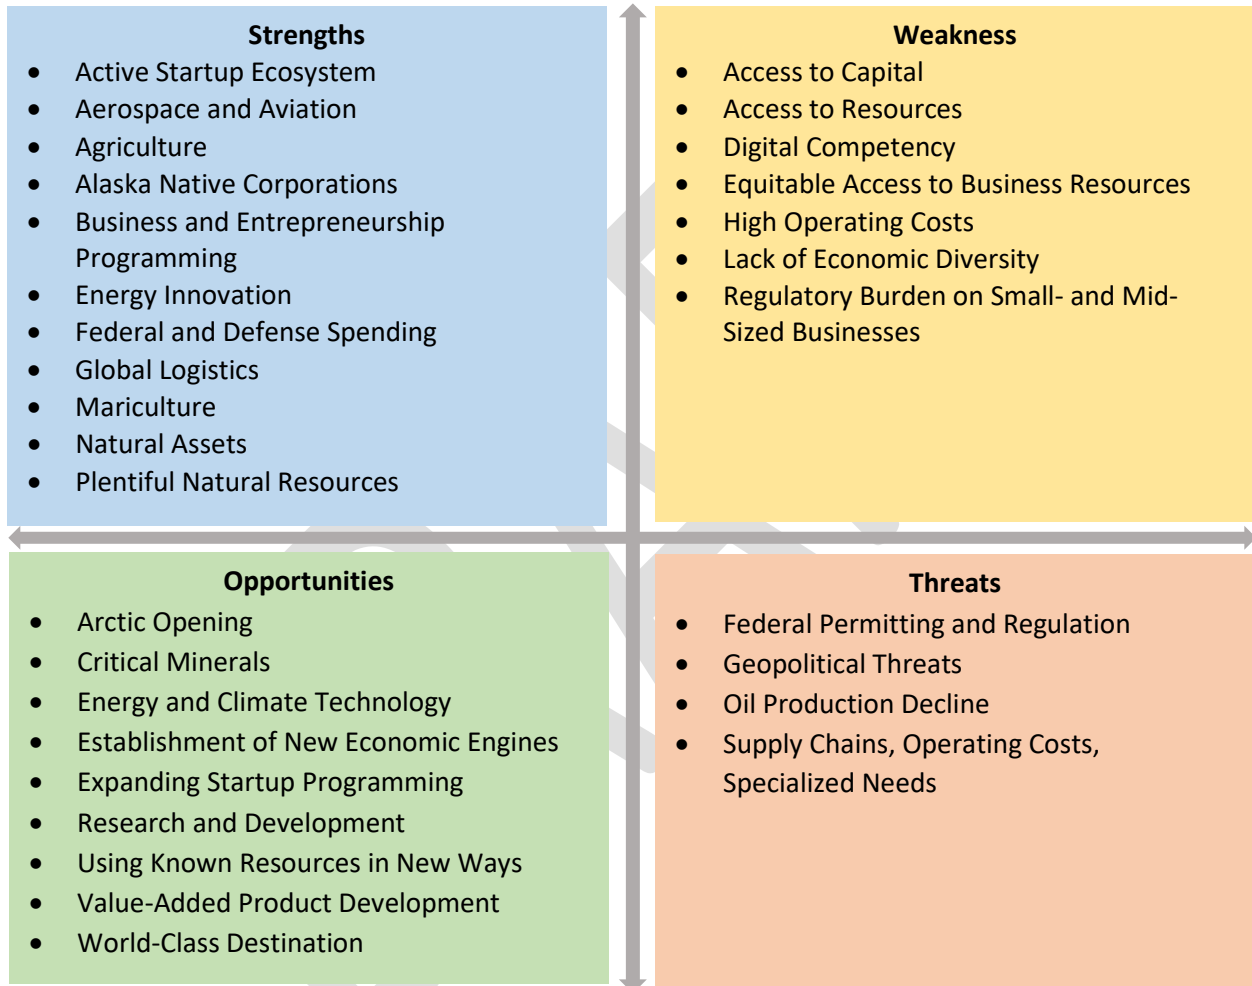 Strengths
• Active Startup Ecosystem
• Aerospace and Aviation
• Agriculture
• Alaska Native Corporations
• Business and Entrepreneurship
Programming
• Energy Innovation
• Federal and Defense Spending
• Global Logistics
• Mariculture
• Natural Assets
• Plentiful Natural Resources
Weakness
• Access to Capital
• Access to Resources
• Digital Competency
• Equitable Access to Business Resources
• High Operating Costs
• Lack of Economic Diversity
• Regulatory Burden on Small- and Mid-
Sized Businesses
Opportunities
• Arctic Opening
• Critical Minerals
• Energy and Climate Technology
• Establishment of New Economic Engines
• Expanding Startup Programming
• Research and Development
• Using Known Resources in New Ways
• Value-Added Product Development
• World-Class Destination
Threats
• Federal Permitting and Regulation
• Geopolitical Threats
• Oil Production Decline
• Supply Chains, Operating Costs,
Specialized Needs